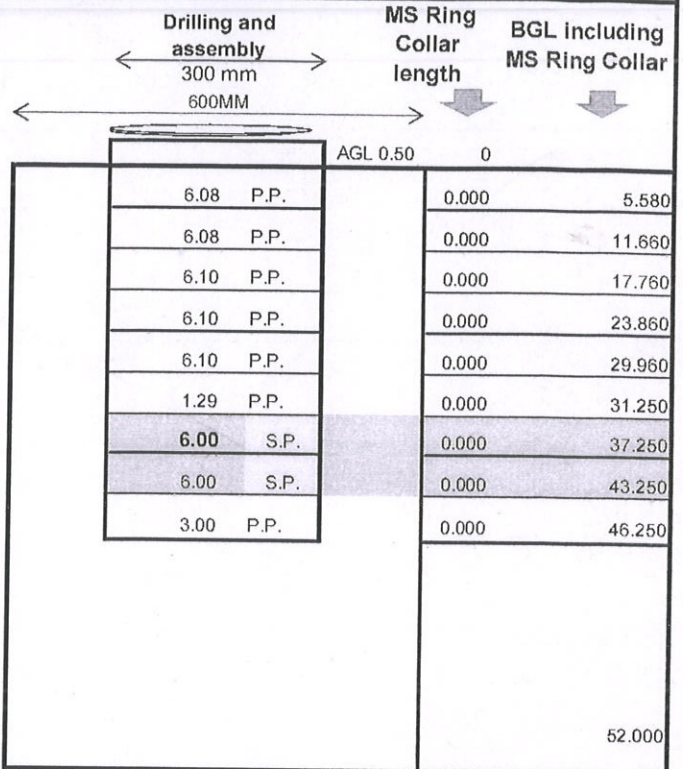 Drilling and assembly
300 mm
600MM
MS Ring Collar length
BGL including MS Ring Collar
AGL 0.50 0
6.08 P.P. 0.000 5.580
6.08 P.P. 0.000 11.660
6.10 P.P. 0.000 17.760
6.10 P.P. 0.000 23.860
6.10 P.P. 0.000 29.960
1.29 P.P. 0.000 31.250
6.00 S.P. 0.000 37.250
6.00 S.P. 0.000 43.250
3.00 P.P. 0.000 46.250
52.000